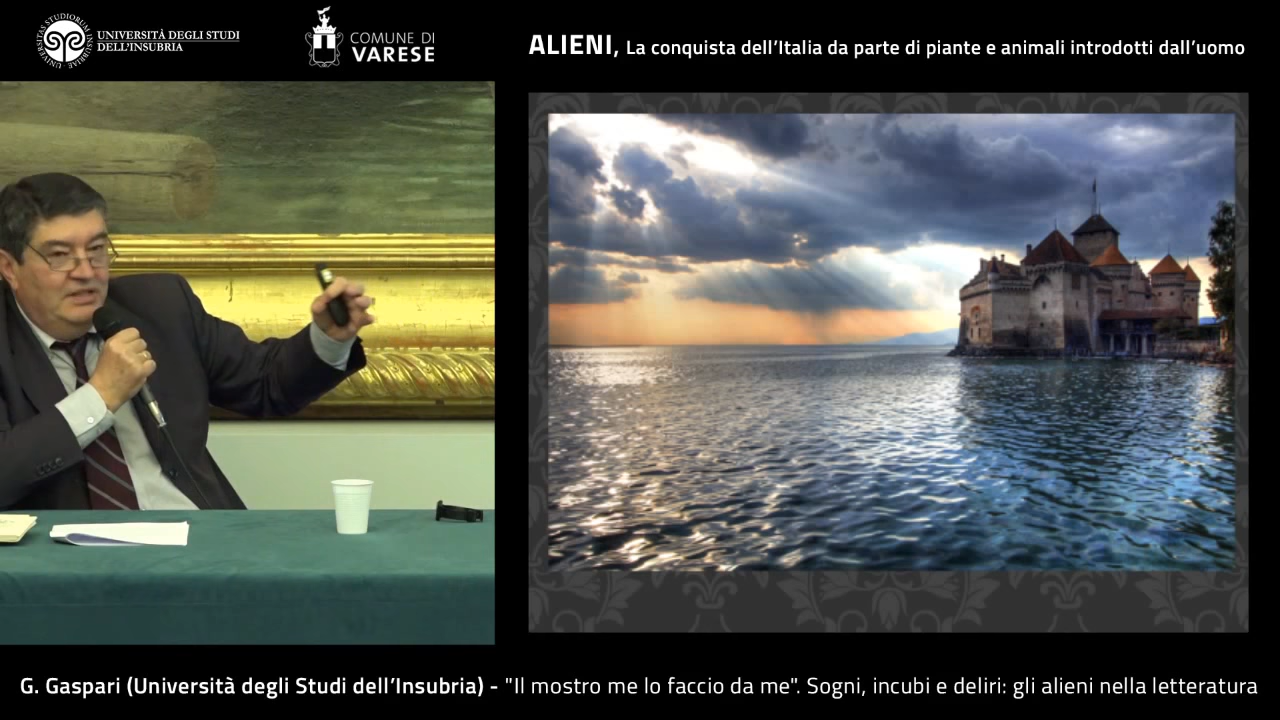 UNIVERSITÀ DEGLI STUDI
DELL'INSUBRIA
COMUNE DI
VARESE
ALIENI, La conquista dell'Italia da parte di piante e animali introdotti dall'uomo
G. Gaspari (Università degli Studi dell'Insubria) - "Il mostro me lo faccio da me". Sogni, incubi e deliri: gli alieni nella letteratura